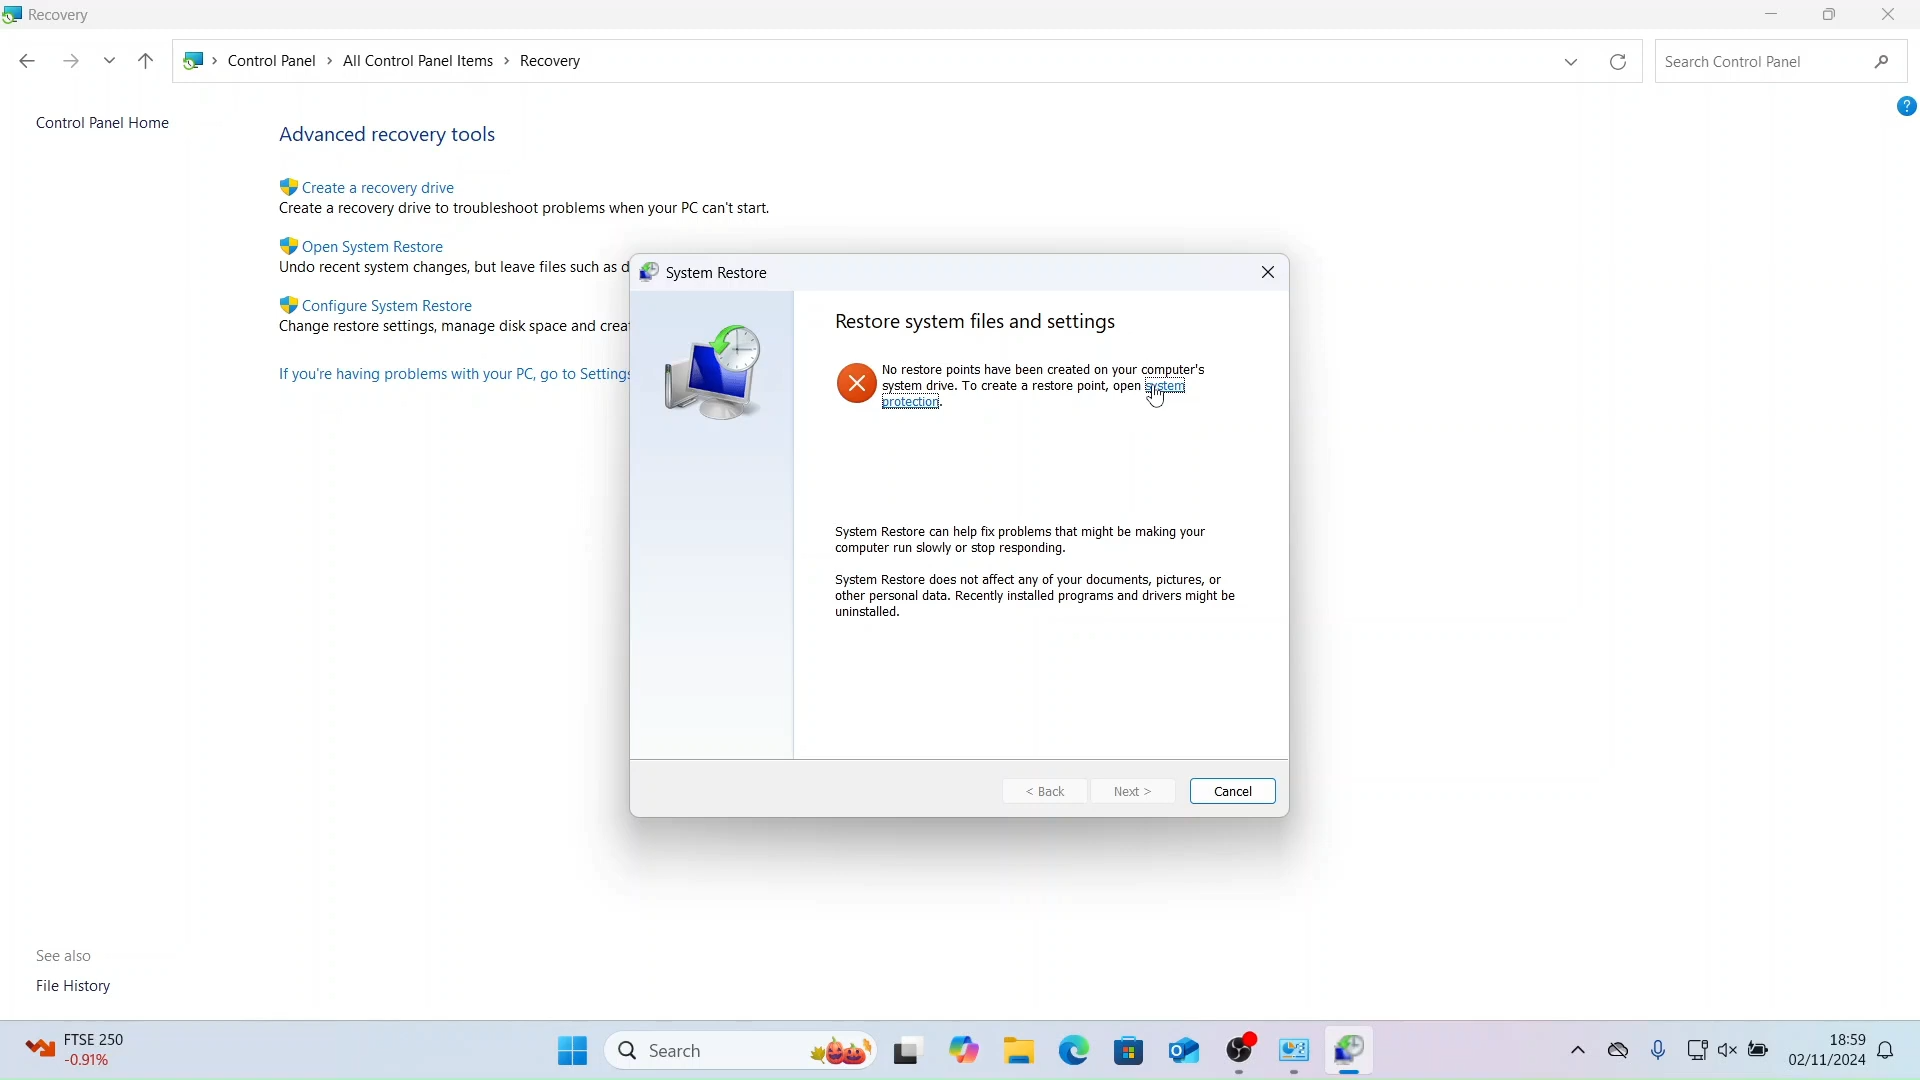 Recovery
Control Panel
All Control Panel Items
Recovery
Search Control Panel
Control Panel Home
Advanced recovery tools
Create a recovery drive
Create a recovery drive to troubleshoot problems when your PC can't start.
Open System Restore
Undo recent system changes, but leave files such as d
Configure System Restore
Change restore settings, manage disk space and crea
If you're having problems with your PC, go to Settings
System Restore
Restore system files and settings
No restore points have been created on your computer's
system drive. To create a restore point, open system
protection.
System Restore can help fix problems that might be making your
computer run slowly or stop responding.
System Restore does not affect any of your documents, pictures, or
other personal data. Recently installed programs and drivers might be
uninstalled.
< Back
Next >
Cancel
See also
File History
FTSE 250
-0.91%
Search
18:59
02/11/2024